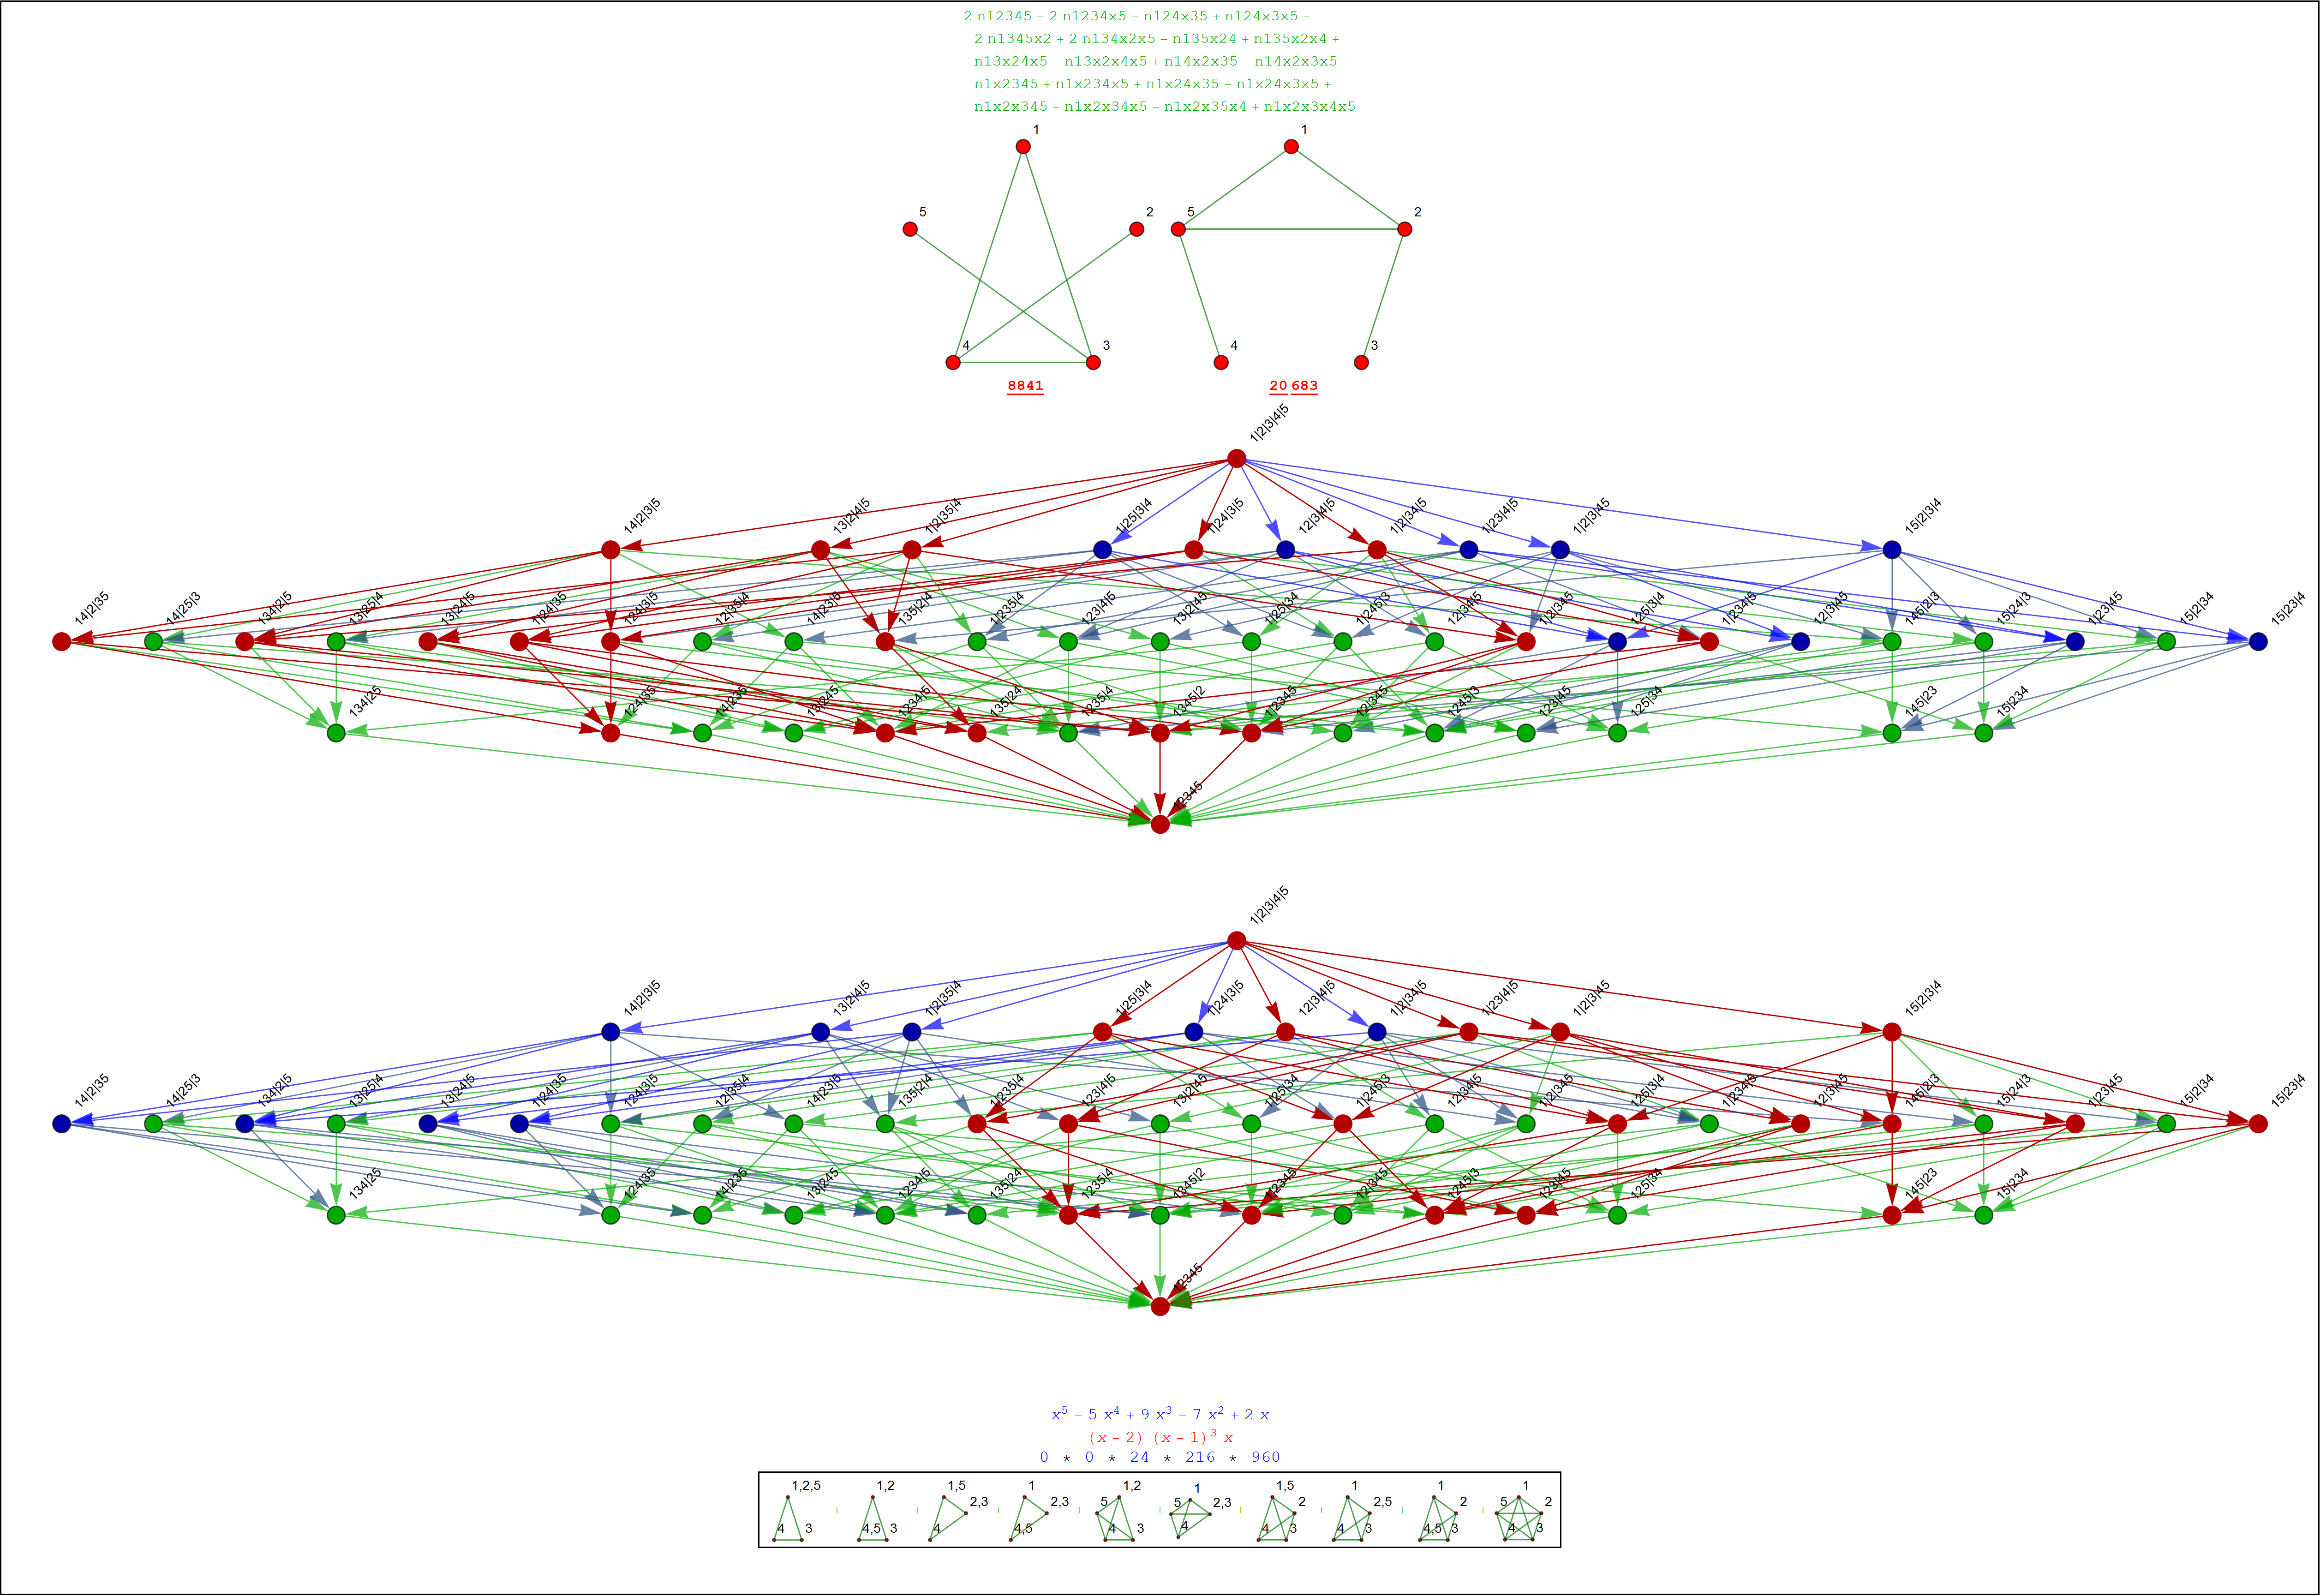 2 n12345 – 2 n1234x5 – n124x35 + n124x3x5 –
2 n1345x2 + 2 n134x2x5 – n135x24 + n135x2x4 +
n13x24x5 – n13x2x4x5 + n14x2x35 – n14x2x3x5 –
n1x2345 + n1x234x5 + n1x24x35 – n1x24x3x5 +
n1x2x345 – n1x2x34x5 – n1x2x35x4 + n1x2x3x4x5
1 1
5 2 5 2
4 3 4 3
8841 20 683
1|2|3|4|5
14|2|3|5 13|2|4|5 1|2|35|4 1|25|3|4 1|24|3|5 12|3|4|5 1|2|34|5 1|23|4|5 1|2|3|45 15|2|3|4
14|2|35 14|25|3 134|2|5 13|25|4 13|24|5 1|24|35 124|3|5 12|35|4 14|23|5 135|2|4 1|235|4 123|4|5 13|2|45 1|25|34 1|245|3 12|34|5 1|2|345 125|3|4 1|234|5 12|3|45 145|2|3 15|24|3 1|23|45 15|2|34 15|23|4
134|25 124|35 14|235 13|245 1234|5 135|24 1235|4 1345|2 1|2345 12|345 1245|3 123|45 125|34 145|23 15|234
12345
1|2|3|4|5
14|2|3|5 13|2|4|5 1|2|35|4 1|25|3|4 1|24|3|5 12|3|4|5 1|2|34|5 1|23|4|5 1|2|3|45 15|2|3|4
14|2|35 14|25|3 134|2|5 13|25|4 13|24|5 1|24|35 124|3|5 12|35|4 14|23|5 135|2|4 1|235|4 123|4|5 13|2|45 1|25|34 1|245|3 12|34|5 1|2|345 125|3|4 1|234|5 12|3|45 145|2|3 15|24|3 1|23|45 15|2|34 15|23|4
134|25 124|35 14|235 13|245 1234|5 135|24 1235|4 1345|2 1|2345 12|345 1245|3 123|45 125|34 145|23 15|234
12345
x⁵ – 5 x⁴ + 9 x³ – 7 x² + 2 x
(x – 2) (x – 1)³ x
0 * 0 * 24 * 216 * 960
1,2,5 1,2 1,5 1 1,2 1 1,5 1 1 1
2,3 2,3 5 5 2,3 2 2,5 2 5 2
+ + + + + + + + +
4 3 4,5 3 4 4,5 4 3 4 4 3 4 3 4,5 3 4 3